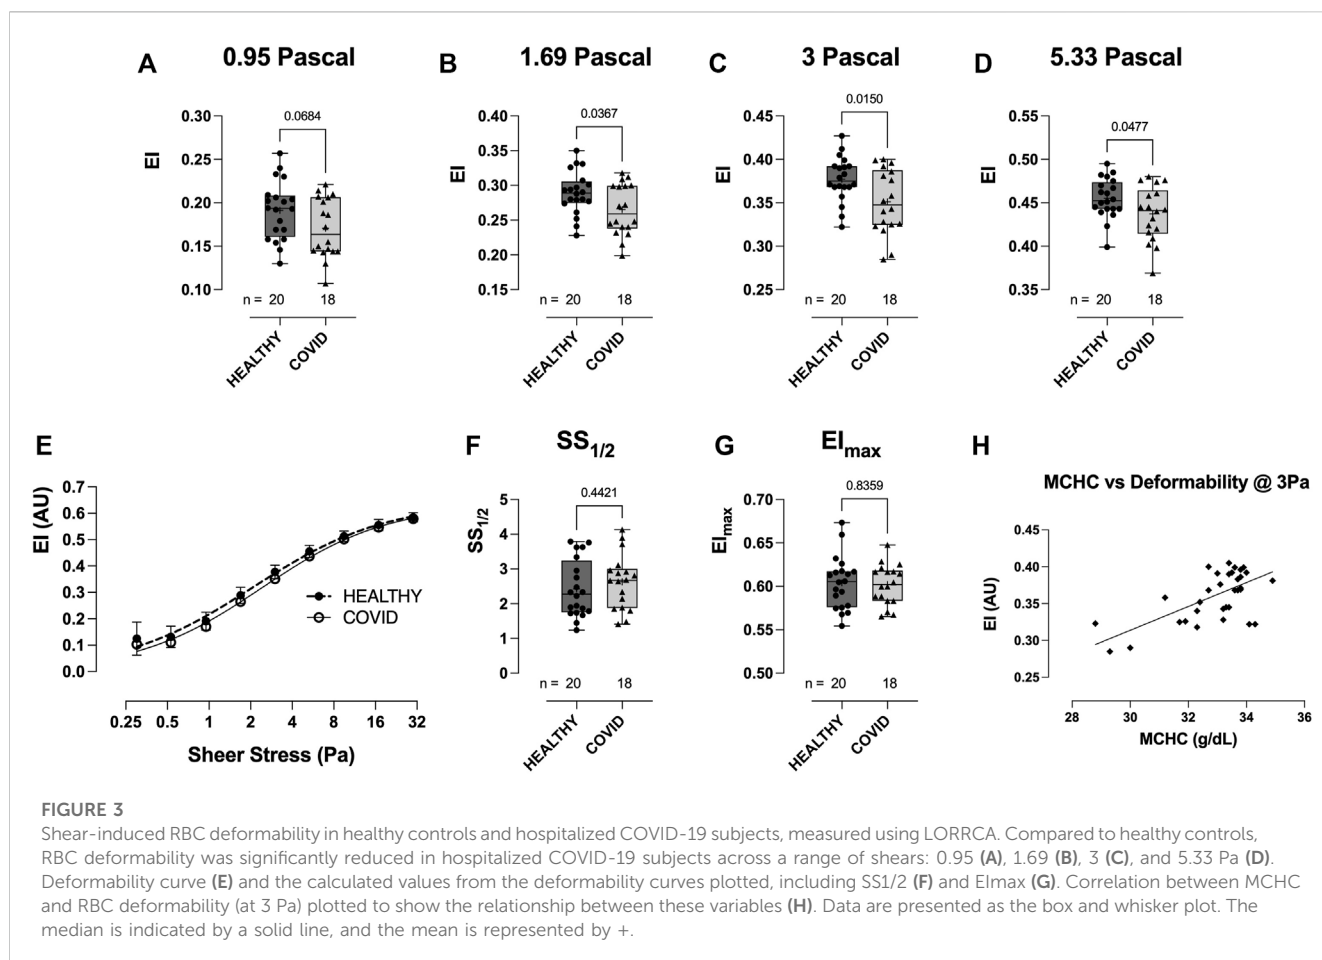 A
0.95 Pascal
B
1.69 Pascal
C
3 Pascal
D
5.33 Pascal
EI
0.30
0.25
0.20
0.15
0.10
0.0684
n = 20 18
HEALTHY
COVID
EI
0.40
0.35
0.30
0.25
0.20
0.15
0.0367
n = 20 18
HEALTHY
COVID
EI
0.45
0.40
0.35
0.30
0.25
0.0150
n = 20 18
HEALTHY
COVID
EI
0.55
0.50
0.45
0.40
0.35
0.0477
n = 20 18
HEALTHY
COVID
E
EI (AU)
0.7
0.6
0.5
0.4
0.3
0.2
0.1
0.0
HEALTHY
COVID
0.25 0.5 1 2 4 8 16 32
Sheer Stress (Pa)
F
SS1/2
SS1/2
5
4
3
2
1
0
0.4421
n = 20 18
HEALTHY
COVID
G
EImax
EImax
0.70
0.65
0.60
0.55
0.50
0.8359
n = 20 18
HEALTHY
COVID
H
MCHC vs Deformability @ 3Pa
EI (AU)
0.45
0.40
0.35
0.30
0.25
28 30 32 34 36
MCHC (g/dL)
FIGURE 3
Shear-induced RBC deformability in healthy controls and hospitalized COVID-19 subjects, measured using LORRCA. Compared to healthy controls,
RBC deformability was significantly reduced in hospitalized COVID-19 subjects across a range of shears: 0.95 (A), 1.69 (B), 3 (C), and 5.33 Pa (D).
Deformability curve (E) and the calculated values from the deformability curves plotted, including SS1/2 (F) and EImax (G). Correlation between MCHC
and RBC deformability (at 3 Pa) plotted to show the relationship between these variables (H). Data are presented as the box and whisker plot. The
median is indicated by a solid line, and the mean is represented by +.